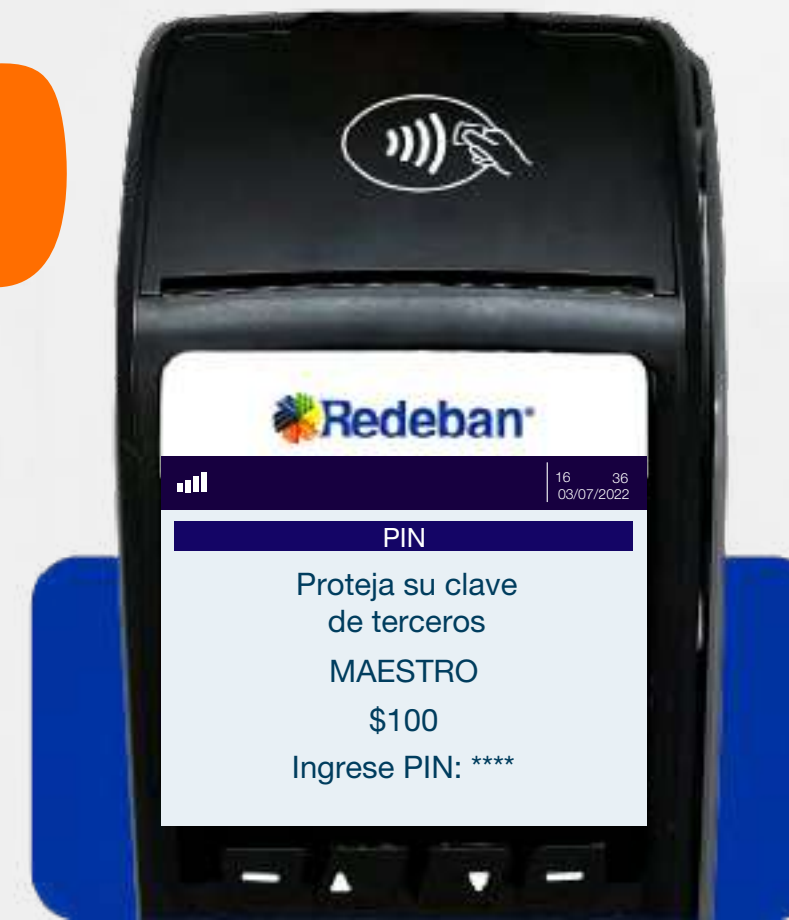 Redeban
16 36
03/07/2022
PIN
Proteja su clave
de terceros
MAESTRO
$100
Ingrese PIN: ****